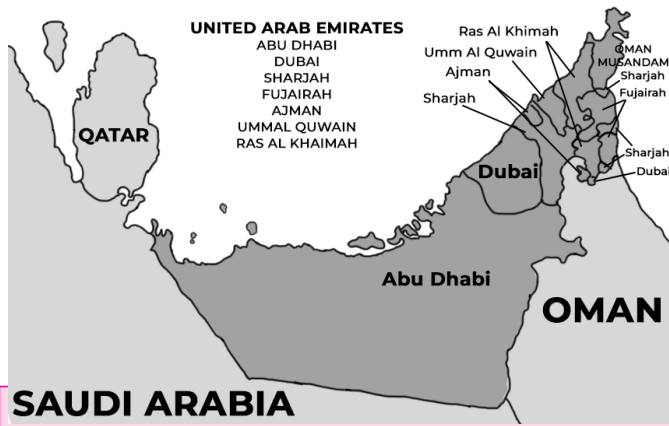 UNITED ARAB EMIRATES
ABU DHABI
DUBAI
SHARJAH
FUJAIRAH
AJMAN
UMMAL QUWAIN
RAS AL KHAIMAH
Ras Al Khimah
Umm Al Quwain
Ajman
Sharjah
OMAN
MUSANDAM
Sharjah
Fujairah
Sharjah
Dubai
QATAR
Dubai
Abu Dhabi
OMAN
SAUDI ARABIA